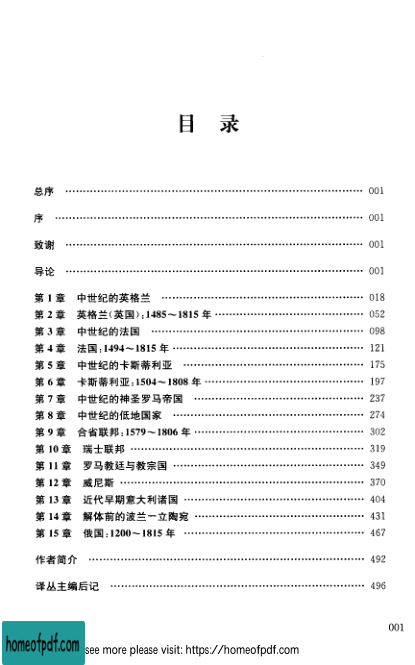 目 录
总序 …………………………………… 001
序 …………………………………… 001
致谢 …………………………………… 001
导论 …………………………………… 001
第 1 章 中世纪的英格兰 …………………………………… 018
第 2 章 英格兰(英国):1485~1815 年 …………………………………… 052
第 3 章 中世纪的法国 …………………………………… 098
第 4 章 法国:1494~1815 年 …………………………………… 121
第 5 章 中世纪的卡斯蒂利亚 …………………………………… 175
第 6 章 卡斯蒂利亚:1504~1808 年 …………………………………… 197
第 7 章 中世纪的神圣罗马帝国 …………………………………… 237
第 8 章 中世纪的低地国家 …………………………………… 274
第 9 章 合省联邦:1579~1806 年 …………………………………… 302
第 10 章 瑞士联邦 …………………………………… 319
第 11 章 罗马教廷与教宗国 …………………………………… 349
第 12 章 威尼斯 …………………………………… 370
第 13 章 近代早期意大利诸国 …………………………………… 404
第 14 章 解体前的波兰—立陶宛 …………………………………… 431
第 15 章 俄国:1200~1815 年 …………………………………… 467
作者简介 …………………………………… 492
译丛主编后记 …………………………………… 496
001
homeofpdf.com
see more please visit: https://homeofpdf.com